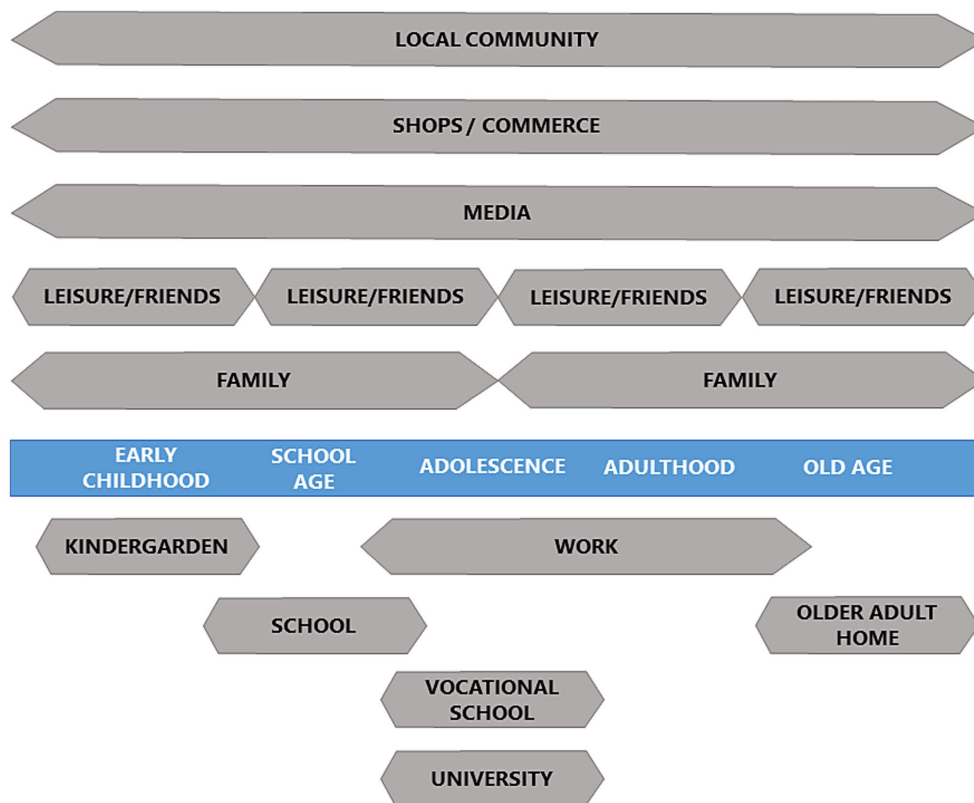 LOCAL COMMUNITY
SHOPS / COMMERCE
MEDIA
LEISURE/FRIENDS LEISURE/FRIENDS LEISURE/FRIENDS LEISURE/FRIENDS
FAMILY FAMILY
EARLY
CHILDHOOD
SCHOOL
AGE
ADOLESCENCE
ADULTHOOD
OLD AGE
KINDERGARDEN
WORK
SCHOOL
OLDER ADULT
HOME
VOCATIONAL
SCHOOL
UNIVERSITY